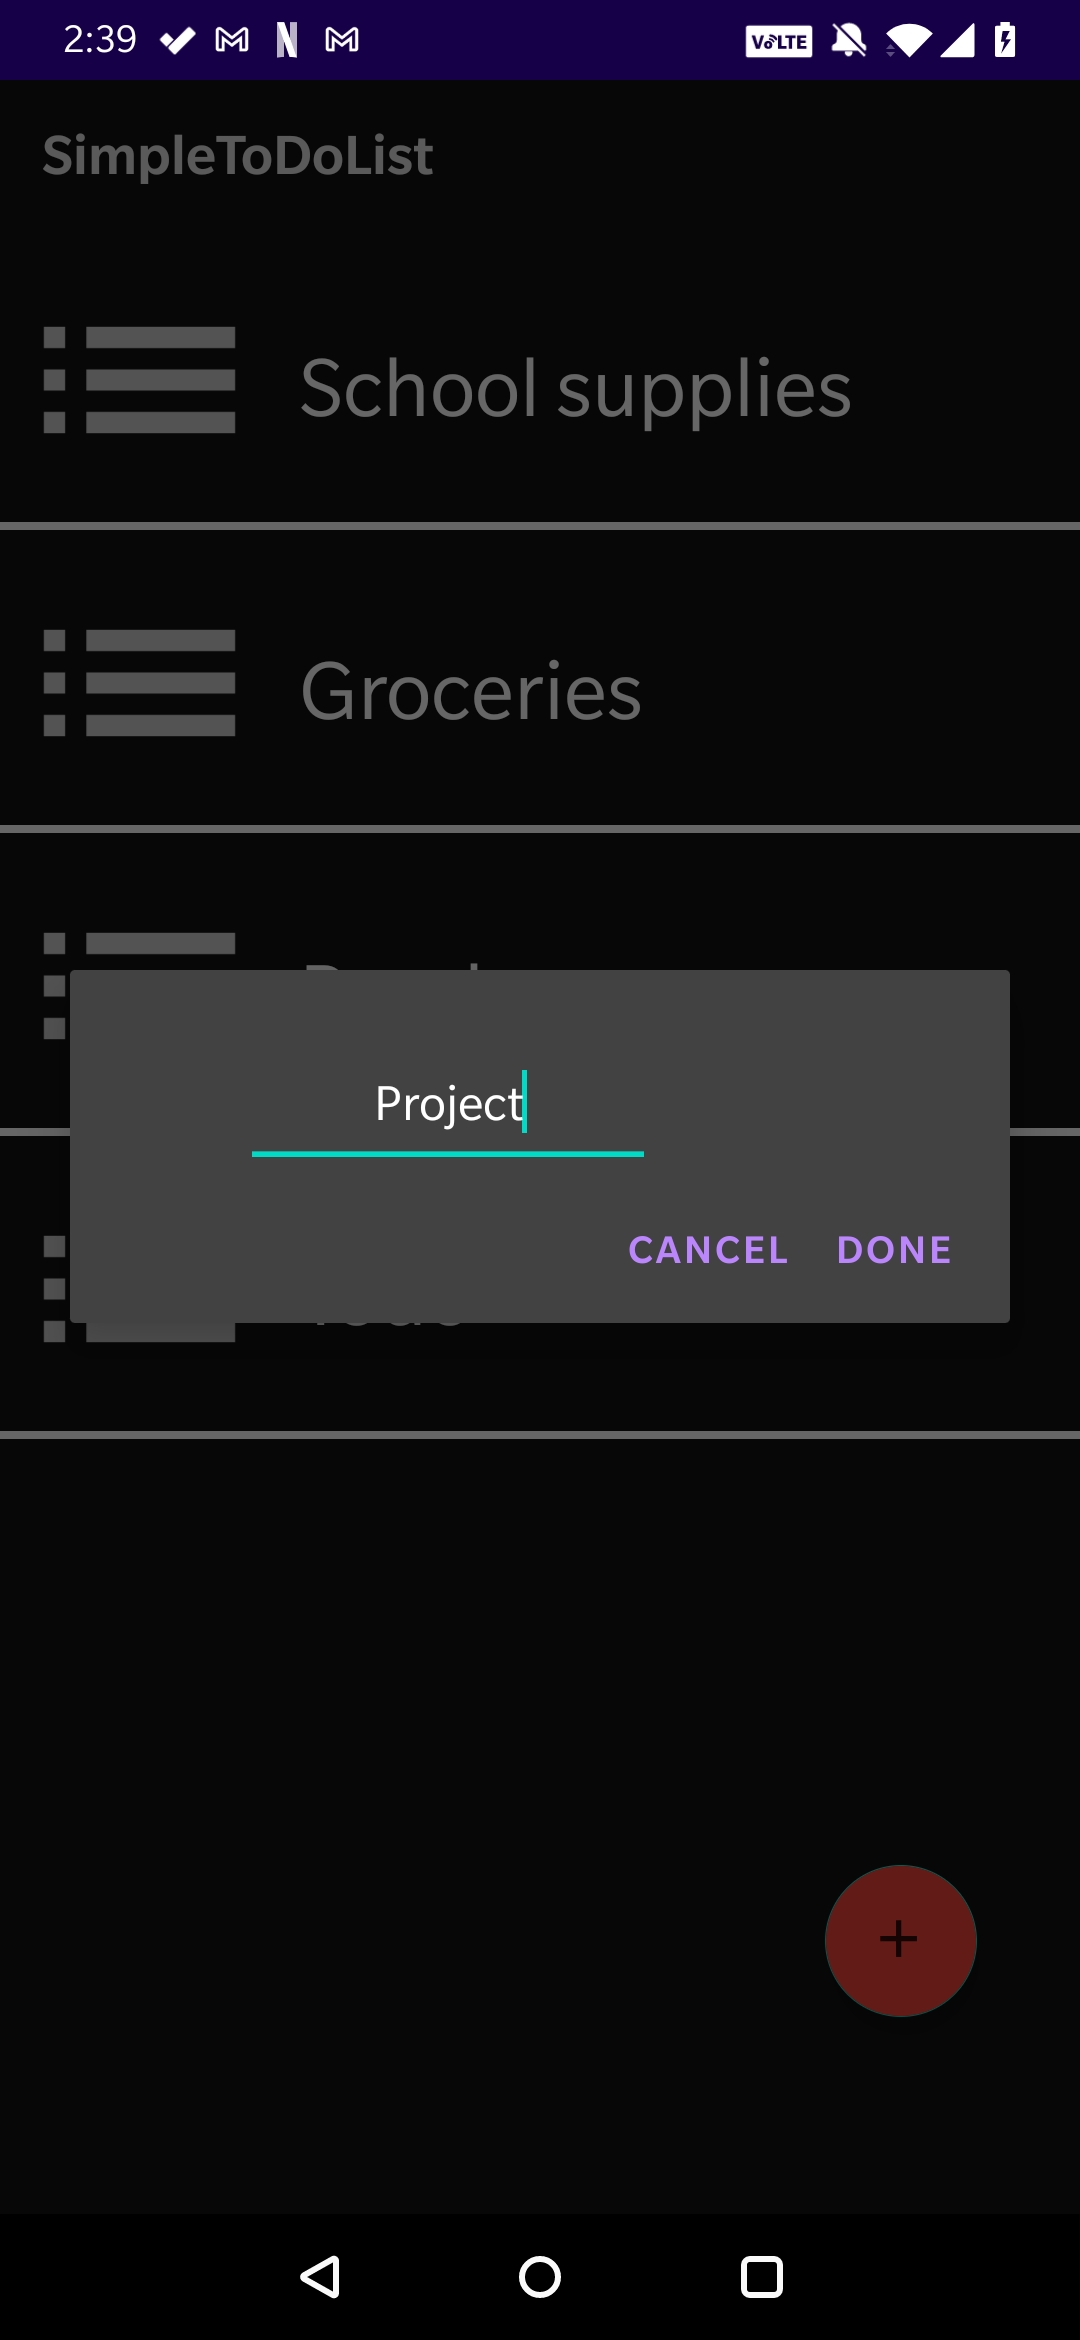 2:39
VoLTE
SimpleToDoList
School supplies
Groceries
Project
CANCEL DONE